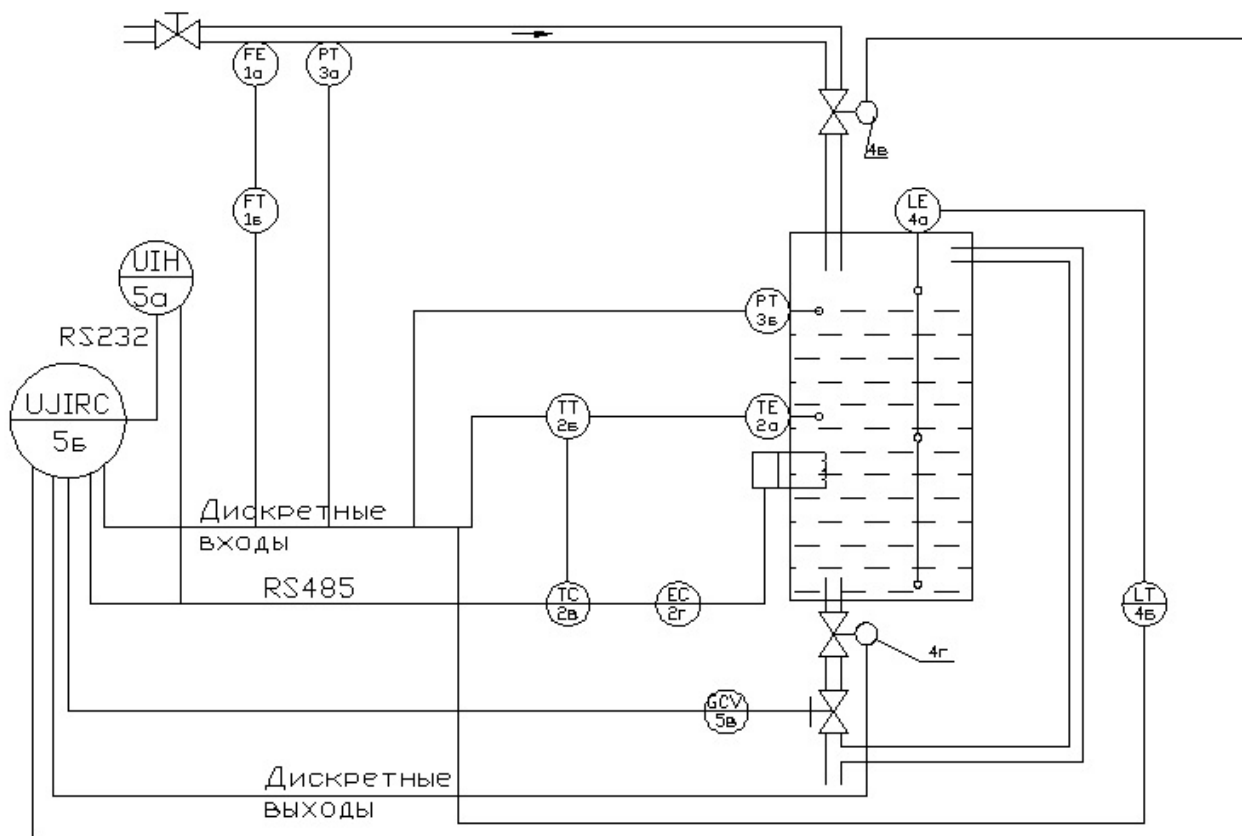 FE
1а
PT
3а
4в
FT
1б
LE
4а
UIH
5а
PT
3б
RS232
UJIRC
5б
TT
2б
TE
2а
Дискретные
входы
RS485
TC
2в
EC
2г
LT
4б
4г
GCV
5в
Дискретные
выходы